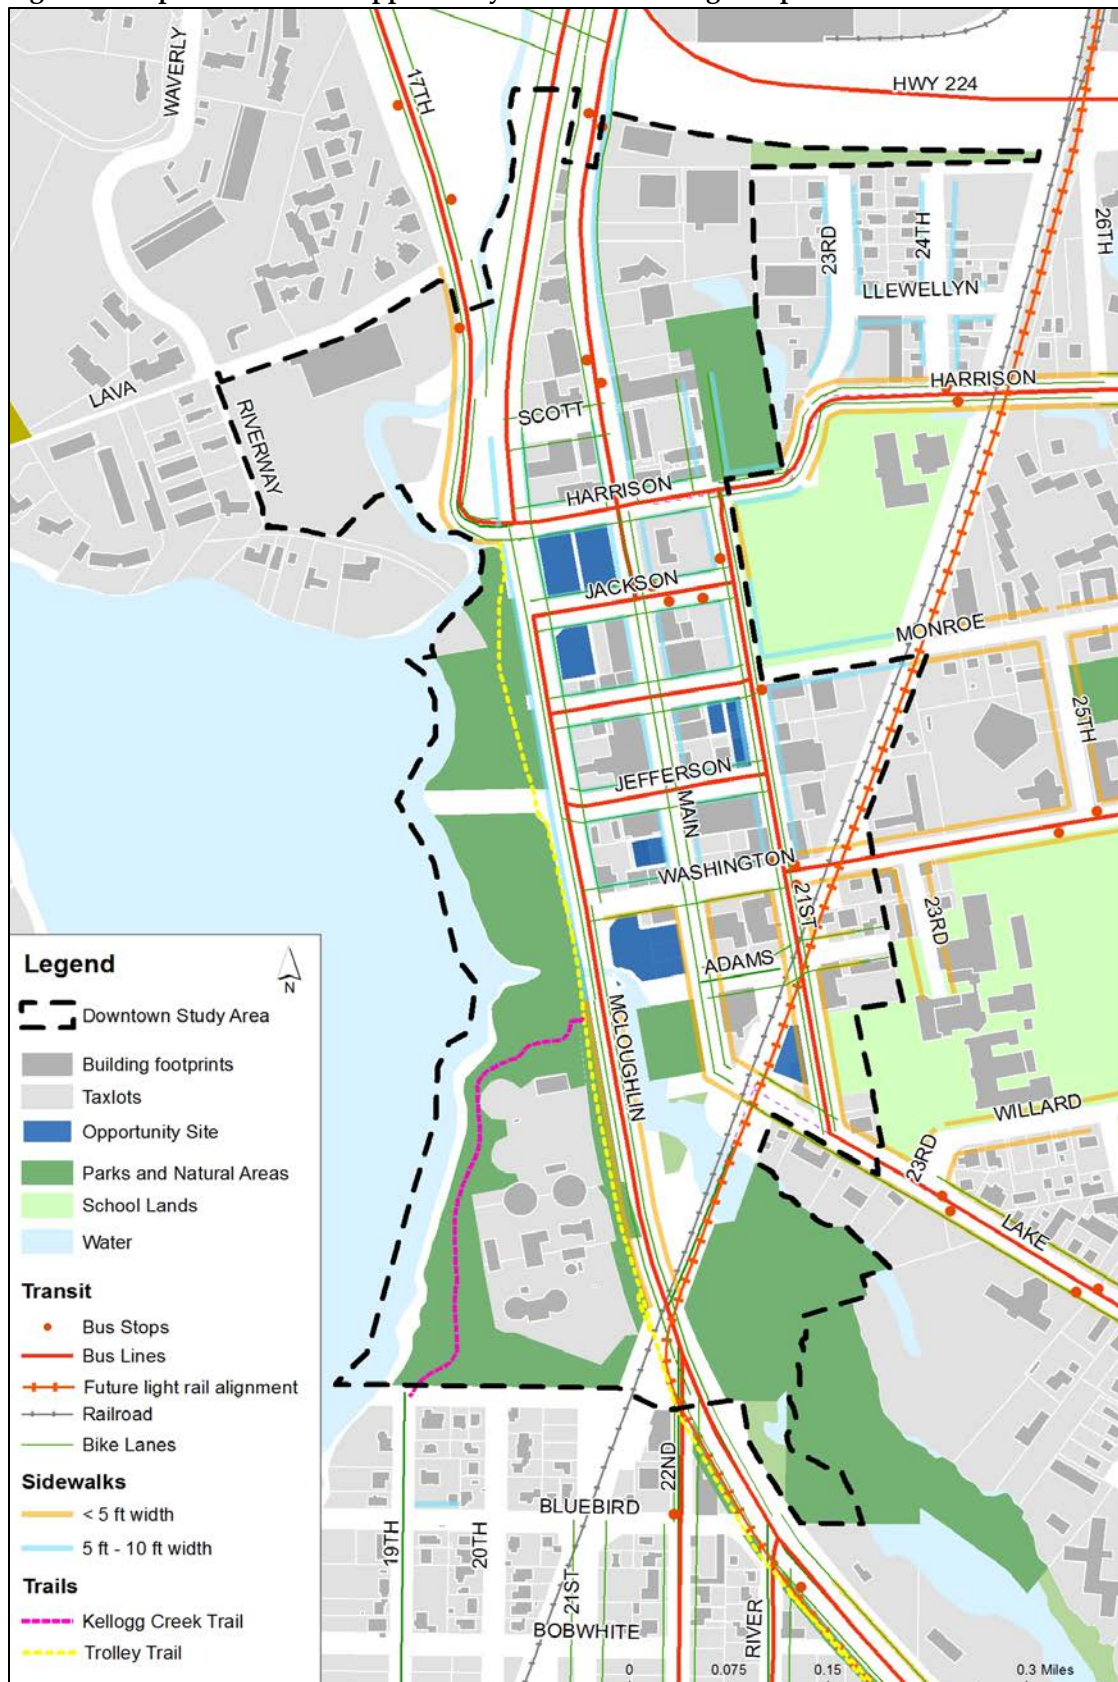 WAVERLY
17TH
HWY 224
23RD
24TH
26TH
LLEWELLYN
HARRISON
LAVA
RIVERWAY
SCOTT
HARRISON
JACKSON
MONROE
25TH
JEFFERSON
MAIN
WASHINGTON
21ST
23RD
ADAMS
MCLOUGHLIN
WILLARD
23RD
LAKE
22ND
BLUEBIRD
19TH
20TH
21ST
BOBWHITE
RIVER
0 0.075 0.15 0.3 Miles
Legend
N
Downtown Study Area
Building footprints
Taxlots
Opportunity Site
Parks and Natural Areas
School Lands
Water
Transit
Bus Stops
Bus Lines
Future light rail alignment
Railroad
Bike Lanes
Sidewalks
< 5 ft width
5 ft - 10 ft width
Trails
Kellogg Creek Trail
Trolley Trail